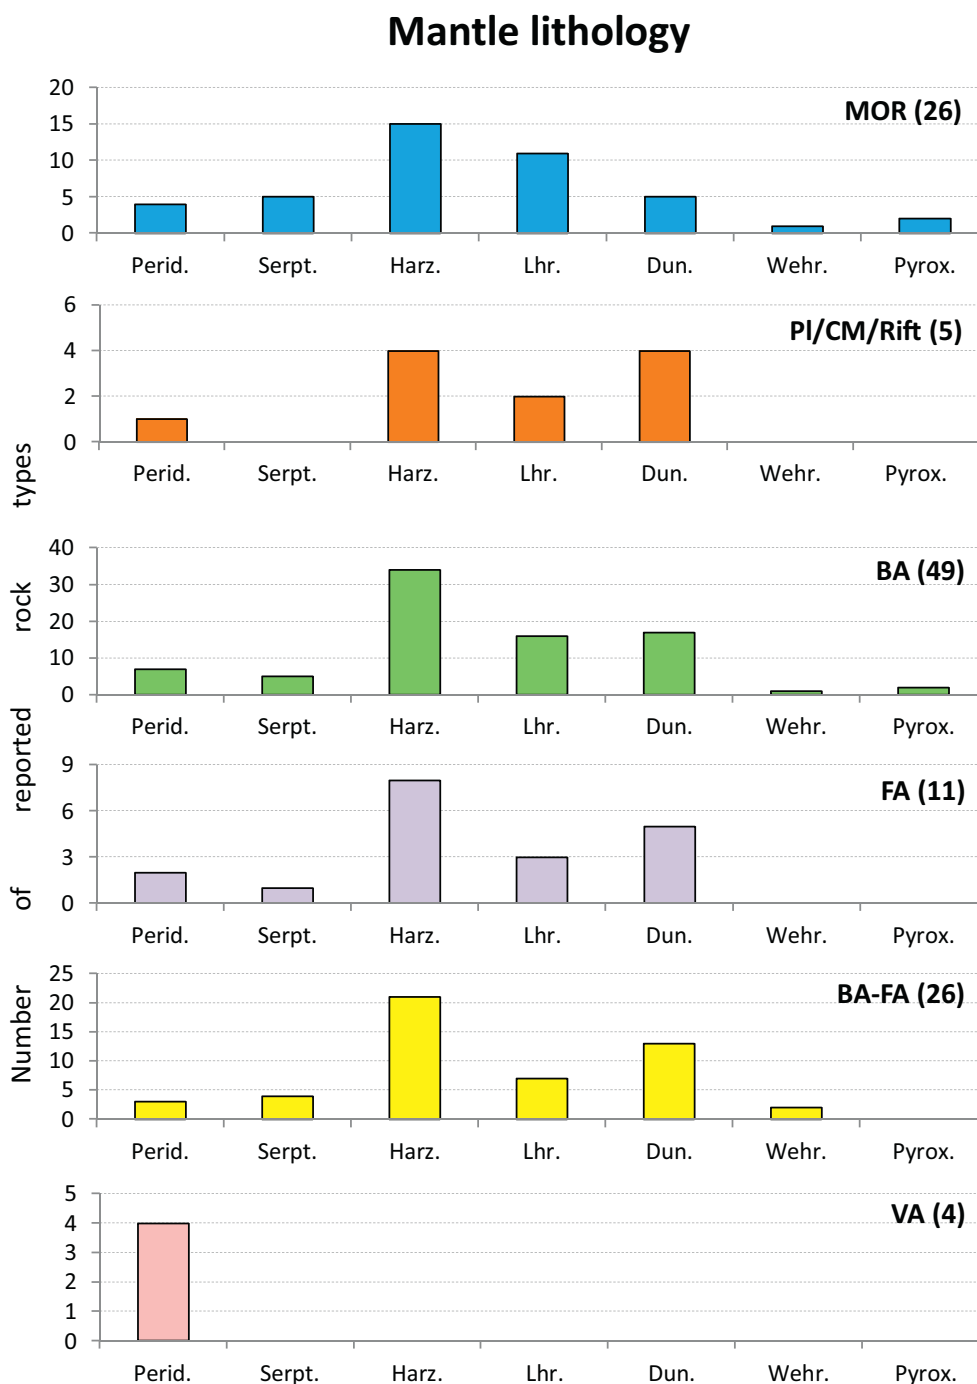 Mantle lithology
Number of reported rock types
20
15
10
5
0
MOR (26)
Perid. Serpt. Harz. Lhr. Dun. Wehr. Pyrox.
6
4
2
0
Pl/CM/Rift (5)
Perid. Serpt. Harz. Lhr. Dun. Wehr. Pyrox.
40
30
20
10
0
BA (49)
Perid. Serpt. Harz. Lhr. Dun. Wehr. Pyrox.
9
6
3
0
FA (11)
Perid. Serpt. Harz. Lhr. Dun. Wehr. Pyrox.
25
20
15
10
5
0
BA-FA (26)
Perid. Serpt. Harz. Lhr. Dun. Wehr. Pyrox.
5
4
3
2
1
0
VA (4)
Perid. Serpt. Harz. Lhr. Dun. Wehr. Pyrox.